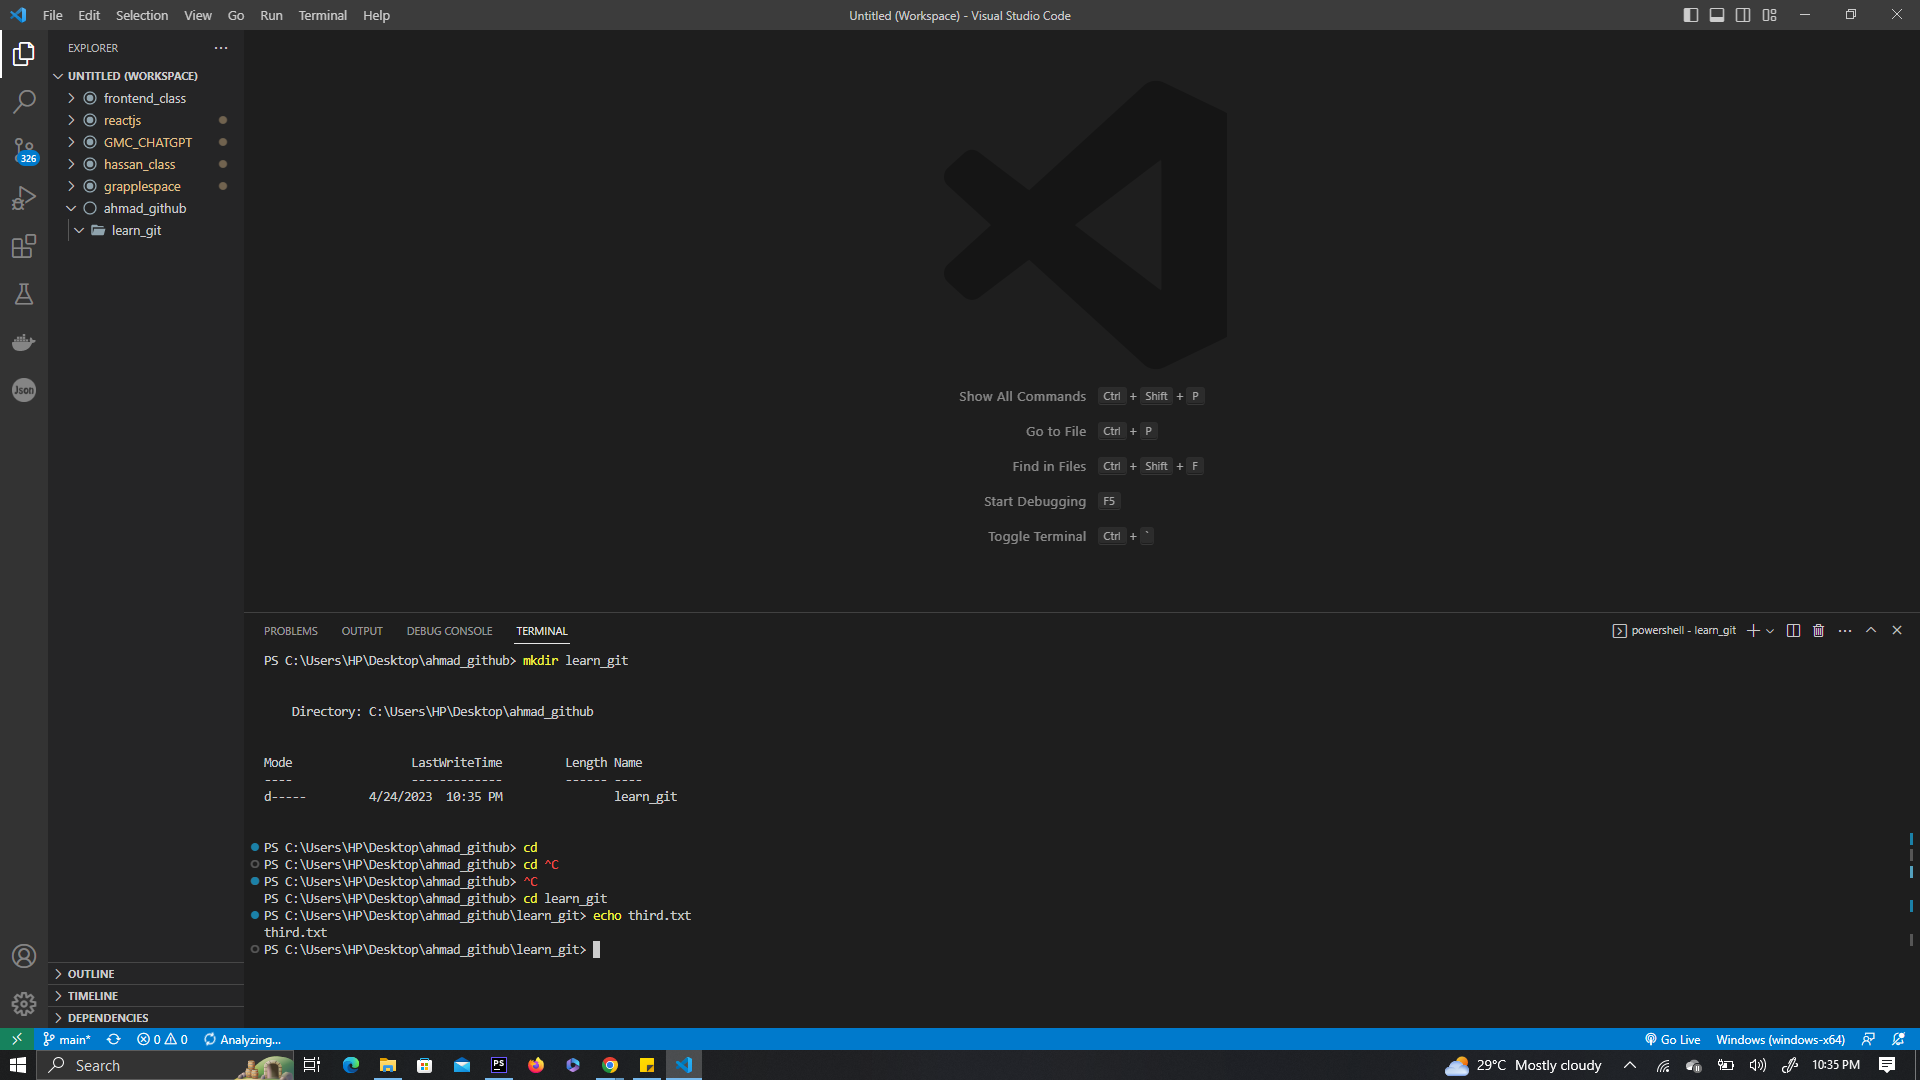 File Edit Selection View Go Run Terminal Help
Untitled (Workspace) - Visual Studio Code
EXPLORER
UNTITLED (WORKSPACE)
frontend_class
reactjs
GMC_CHATGPT
326
hassan_class
grapplespace
ahmad_github
learn_git
Json
Show All Commands Ctrl + Shift + P
Go to File Ctrl + P
Find in Files Ctrl + Shift + F
Start Debugging F5
Toggle Terminal Ctrl + `
PROBLEMS OUTPUT DEBUG CONSOLE TERMINAL
powershell - learn_git
PS C:\Users\HP\Desktop\ahmad_github> mkdir learn_git
Directory: C:\Users\HP\Desktop\ahmad_github
Mode LastWriteTime Length Name
---- ------------- ------ ----
d----- 4/24/2023 10:35 PM learn_git
PS C:\Users\HP\Desktop\ahmad_github> cd
PS C:\Users\HP\Desktop\ahmad_github> cd ^C
PS C:\Users\HP\Desktop\ahmad_github> ^C
PS C:\Users\HP\Desktop\ahmad_github> cd learn_git
PS C:\Users\HP\Desktop\ahmad_github\learn_git> echo third.txt
third.txt
PS C:\Users\HP\Desktop\ahmad_github\learn_git>
OUTLINE
TIMELINE
DEPENDENCIES
main* 0 0 Analyzing...
Go Live Windows (windows-x64)
Search
PS
29°C Mostly cloudy
10:35 PM